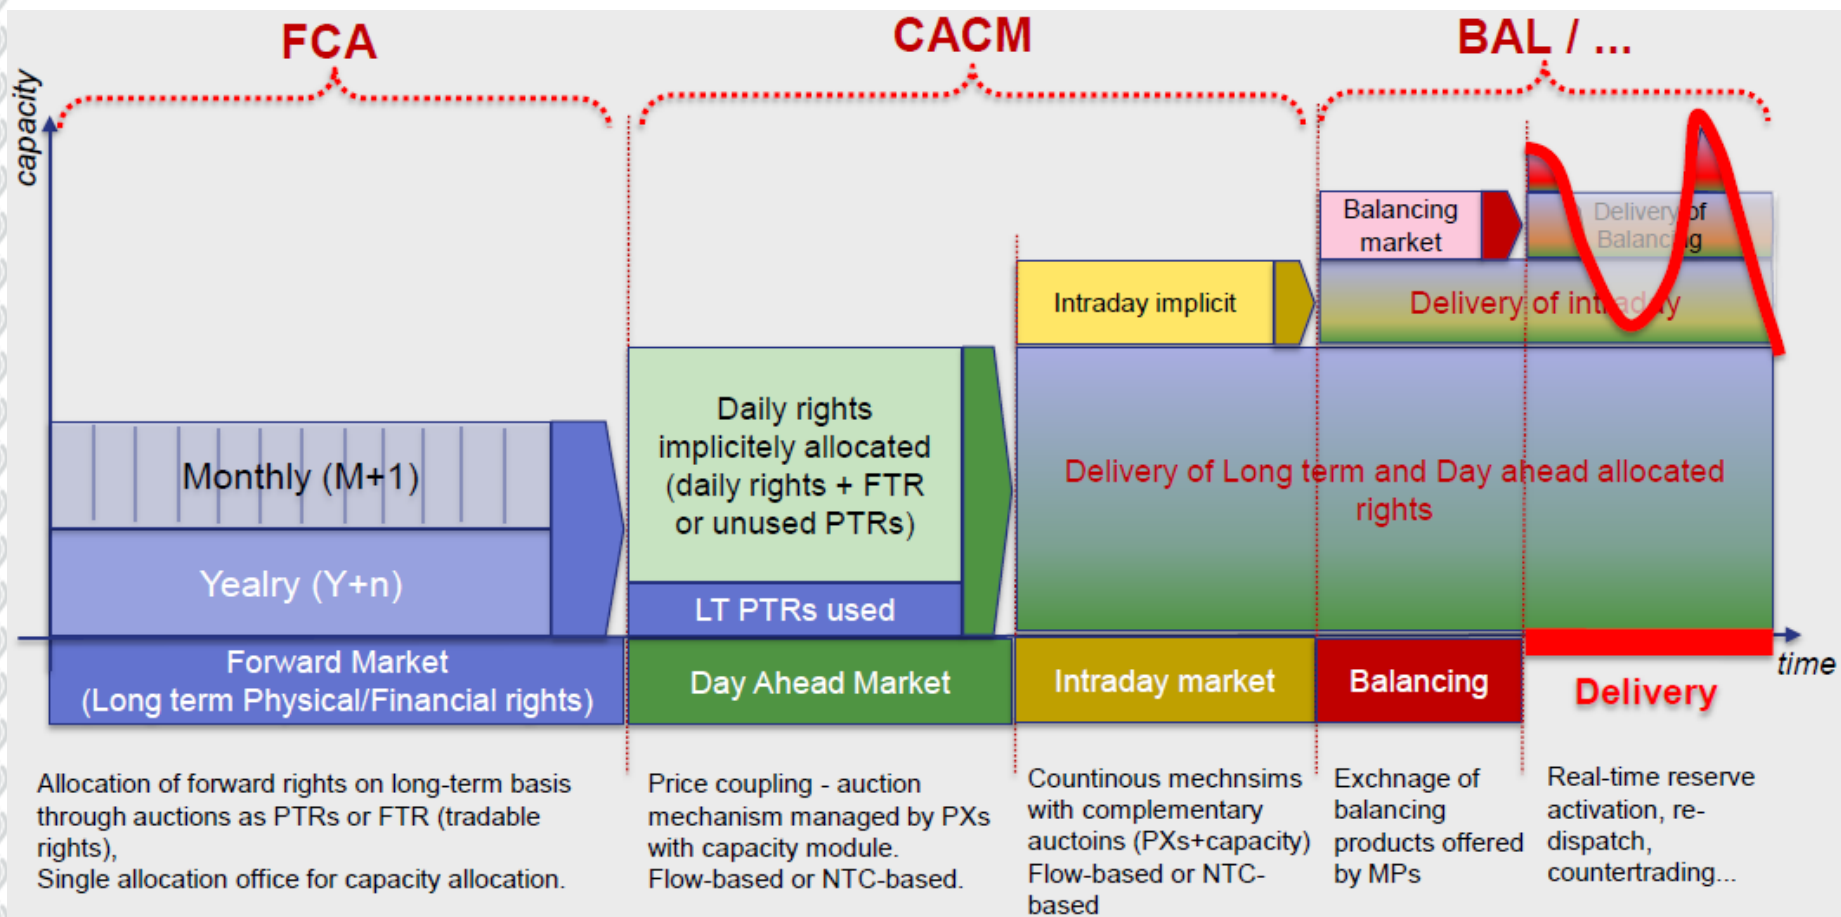 FCA
CACM
BAL / ...
capacity
Monthly (M+1)
Yealry (Y+n)
Daily rights
implicitely allocated
(daily rights + FTR
or unused PTRs)
LT PTRs used
Intraday implicit
Balancing
market
Delivery of
Balancing
Delivery of intraday
Delivery of Long term and Day ahead allocated
rights
Forward Market
(Long term Physical/Financial rights)
Day Ahead Market
Intraday market
Balancing
Delivery
time
Allocation of forward rights on long-term basis
through auctions as PTRs or FTR (tradable
rights),
Single allocation office for capacity allocation.
Price coupling - auction
mechanism managed by PXs
with capacity module.
Flow-based or NTC-based.
Countinous mechnsims
with complementary
auctoins (PXs+capacity)
Flow-based or NTC-
based
Exchnage of
balancing
products offered
by MPs
Real-time reserve
activation, re-
dispatch,
countertrading...